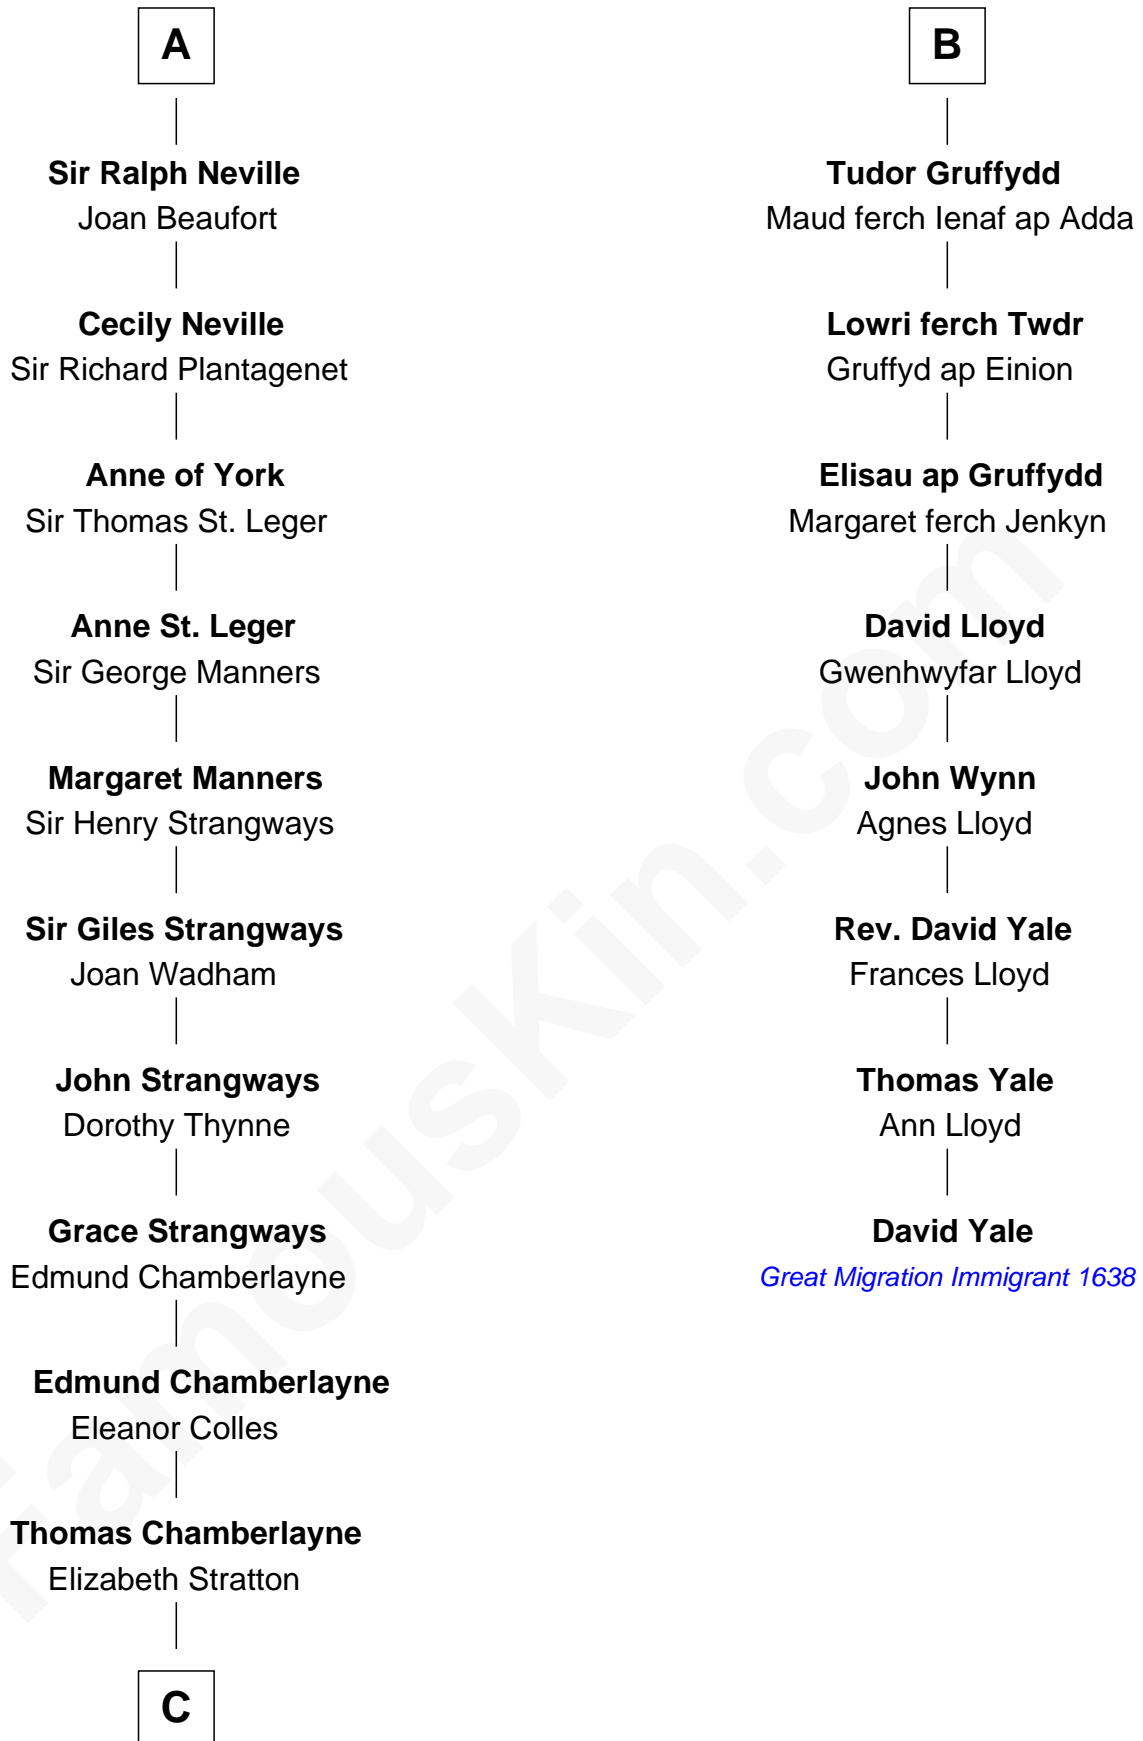 A
Sir Ralph Neville
Joan Beaufort
Cecily Neville
Sir Richard Plantagenet
Anne of York
Sir Thomas St. Leger
Anne St. Leger
Sir George Manners
Margaret Manners
Sir Henry Strangways
Sir Giles Strangways
Joan Wadham
John Strangways
Dorothy Thynne
Grace Strangways
Edmund Chamberlayne
Edmund Chamberlayne
Eleanor Colles
Thomas Chamberlayne
Elizabeth Stratton
C
B
Tudor Gruffydd
Maud ferch Ienaf ap Adda
Lowri ferch Twdr
Gruffyd ap Einion
Elisau ap Gruffydd
Margaret ferch Jenkyn
David Lloyd
Gwenhwyfar Lloyd
John Wynn
Agnes Lloyd
Rev. David Yale
Frances Lloyd
Thomas Yale
Ann Lloyd
David Yale
Great Migration Immigrant 1638
FamousKin.com